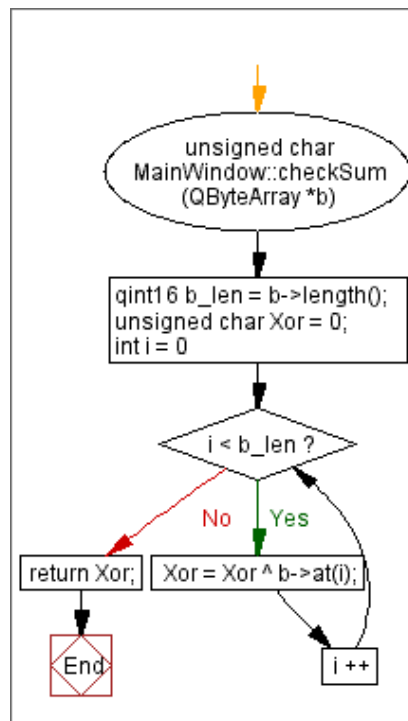 unsigned char
MainWindow::checkSum
(QByteArray *b)
qint16 b_len = b->length();
unsigned char Xor = 0;
int i = 0
i < b_len ?
No
Yes
return Xor;
Xor = Xor ^ b->at(i);
End
i ++